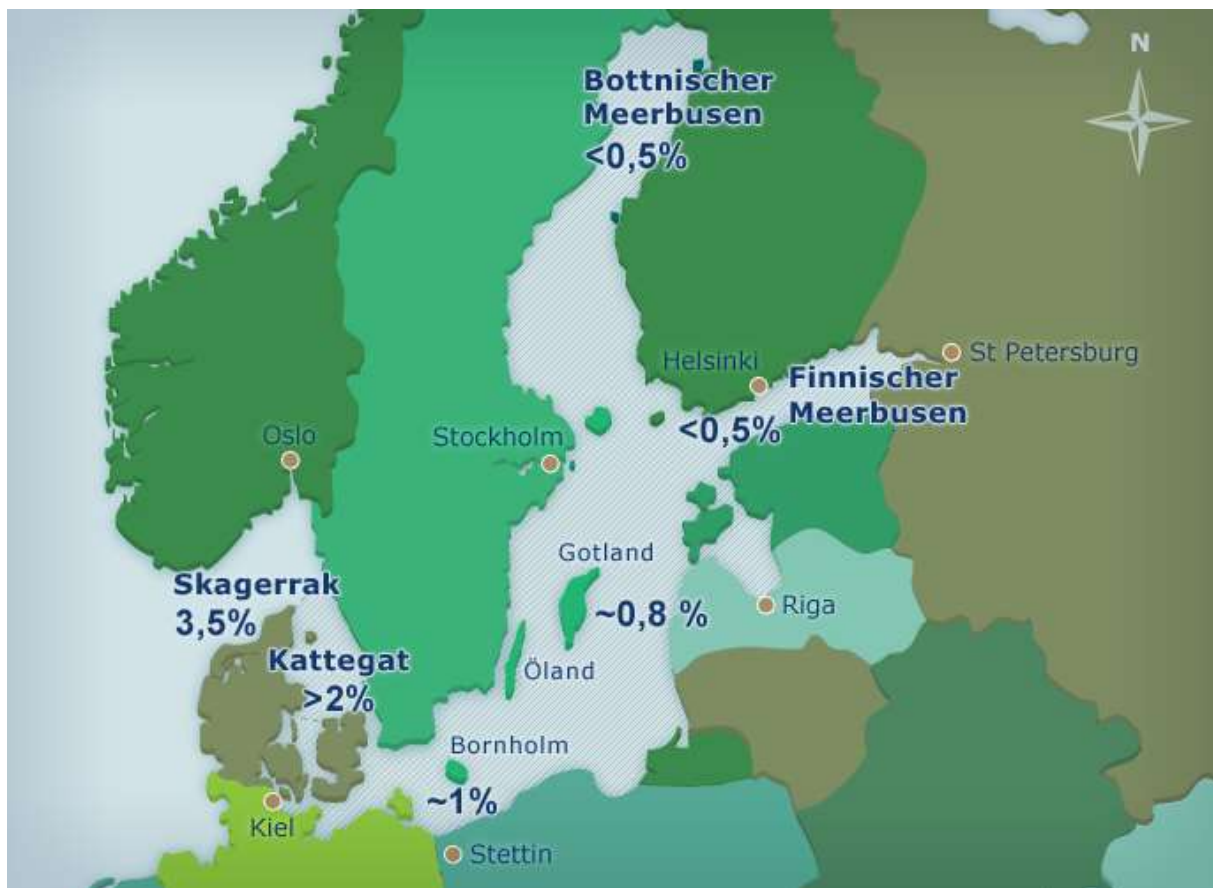 N
Bottnischer
Meerbusen
<0,5%
St Petersburg
Helsinki
Finnischer
Meerbusen
<0,5%
Oslo
Stockholm
Gotland
~0,8 %
Skagerrak
3,5%
Riga
Kattegat
>2%
Öland
Bornholm
~1%
Kiel
Stettin